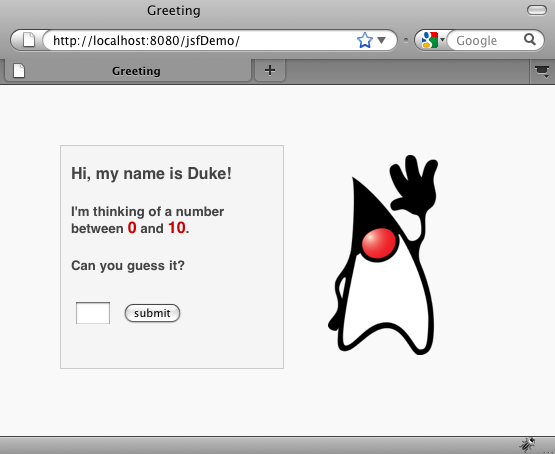 Greeting
http://localhost:8080/jsfDemo/
Google
Greeting
Hi, my name is Duke!
I'm thinking of a number
between 0 and 10.
Can you guess it?
submit